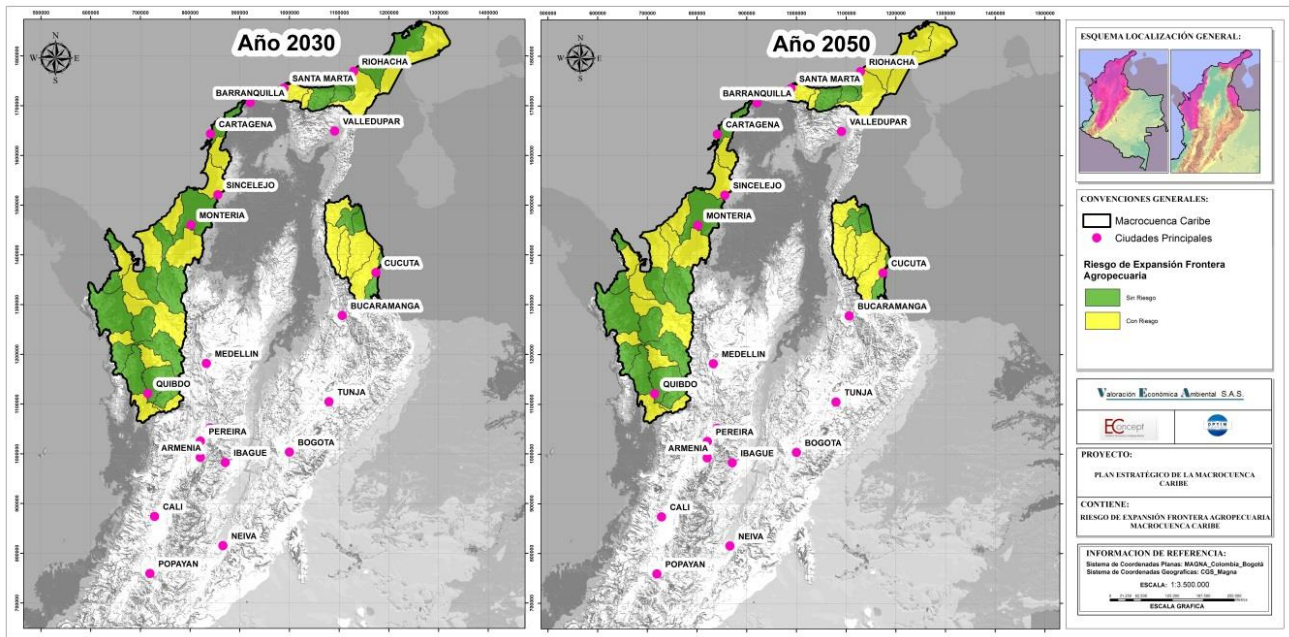 Año 2030
N
W
E
S
RIOHACHA
SANTA MARTA
BARRANQUILLA
CARTAGENA
VALLEDUPAR
SINCELEJO
MONTERIA
CUCUTA
BUCARAMANGA
MEDELLIN
QUIBDO
TUNJA
PEREIRA
ARMENIA
IBAGUE
BOGOTA
CALI
NEIVA
POPAYAN
Año 2050
N
W
E
S
RIOHACHA
SANTA MARTA
BARRANQUILLA
CARTAGENA
VALLEDUPAR
SINCELEJO
MONTERIA
CUCUTA
BUCARAMANGA
MEDELLIN
QUIBDO
TUNJA
PEREIRA
ARMENIA
IBAGUE
BOGOTA
CALI
NEIVA
POPAYAN
ESQUEMA LOCALIZACIÓN GENERAL:
CONVENCIONES GENERALES:
Macrocuenca Caribe
Ciudades Principales
Riesgo de Expansión Frontera
Agropecuaria
Sin Riesgo
Con Riesgo
Valoración Económica Ambiental S.A.S.
EConcept
OPTIM
PROYECTO:
PLAN ESTRATÉGICO DE LA MACROCUENCA
CARIBE
CONTIENE:
RIESGO DE EXPANSIÓN FRONTERA AGROPECUARIA
MACROCUENCA CARIBE
INFORMACION DE REFERENCIA:
Sistema de Coordenadas Planas: MAGNA_Colombia_Bogotá
Sistema de Coordenadas Geograficas: CGS_Magna
ESCALA: 1:3.500.000
ESCALA GRAFICA